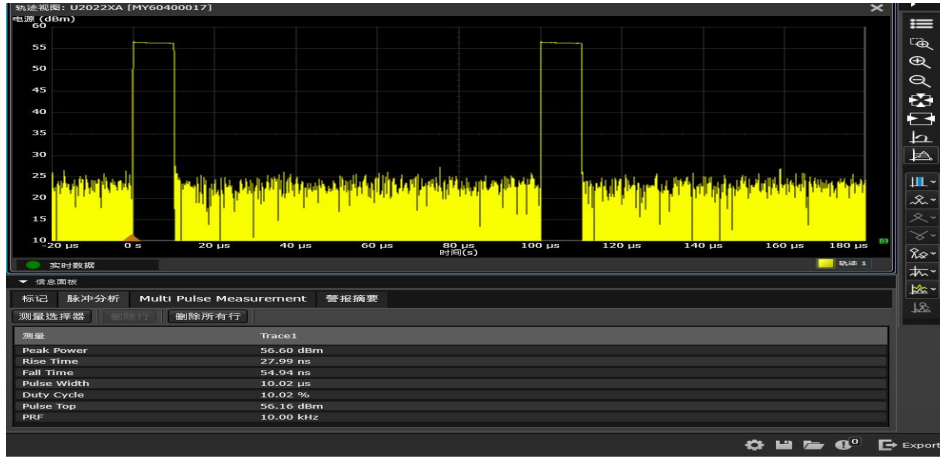 轨迹视图: U2022XA [MY60400017]
电源 (dBm)
60
55
50
45
40
35
30
25
20
15
10
-20 μs 0 s 20 μs 40 μs 60 μs 80 μs 100 μs 120 μs 140 μs 160 μs 180 μs
时间(s)
实时数据 轨迹 1
信息面板
标记 脉冲分析 Multi Pulse Measurement 警报摘要
测量选择器 删除行 删除所有行
测量 Trace1
Peak Power 56.60 dBm
Rise Time 27.99 ns
Fall Time 54.94 ns
Pulse Width 10.02 μs
Duty Cycle 10.02 %
Pulse Top 56.16 dBm
PRF 10.00 kHz
0 Export